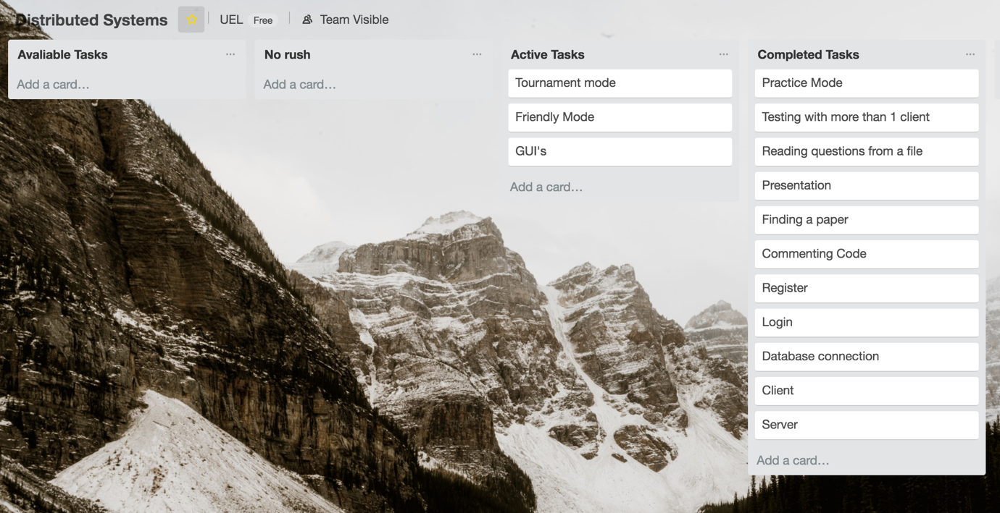 Distributed Systems
UEL Free
Team Visible
Avaliable Tasks
Add a card…
No rush
Add a card…
Active Tasks
Tournament mode
Friendly Mode
GUI's
Add a card…
Completed Tasks
Practice Mode
Testing with more than 1 client
Reading questions from a file
Presentation
Finding a paper
Commenting Code
Register
Login
Database connection
Client
Server
Add a card…